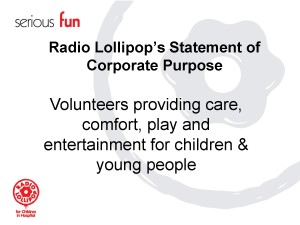 serious fun
Radio Lollipop's Statement of
Corporate Purpose
Volunteers providing care,
comfort, play and
entertainment for children &
young people
RADIO
LOLLIPOP
for Children
in Hospital